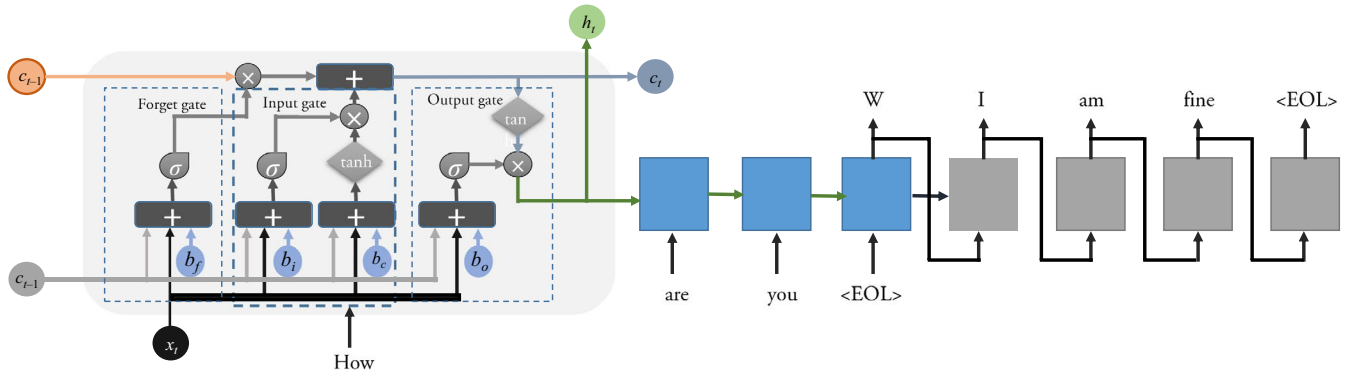 h_t
c_{t–1}
×
+
c_t
Forget gate
Input gate
Output gate
×
tan
W
I
am
fine
<EOL>
σ
σ
tanh
σ
×
+
+
+
+
b_f
b_i
b_c
b_o
c_{t–1}
are
you
<EOL>
x_t
How